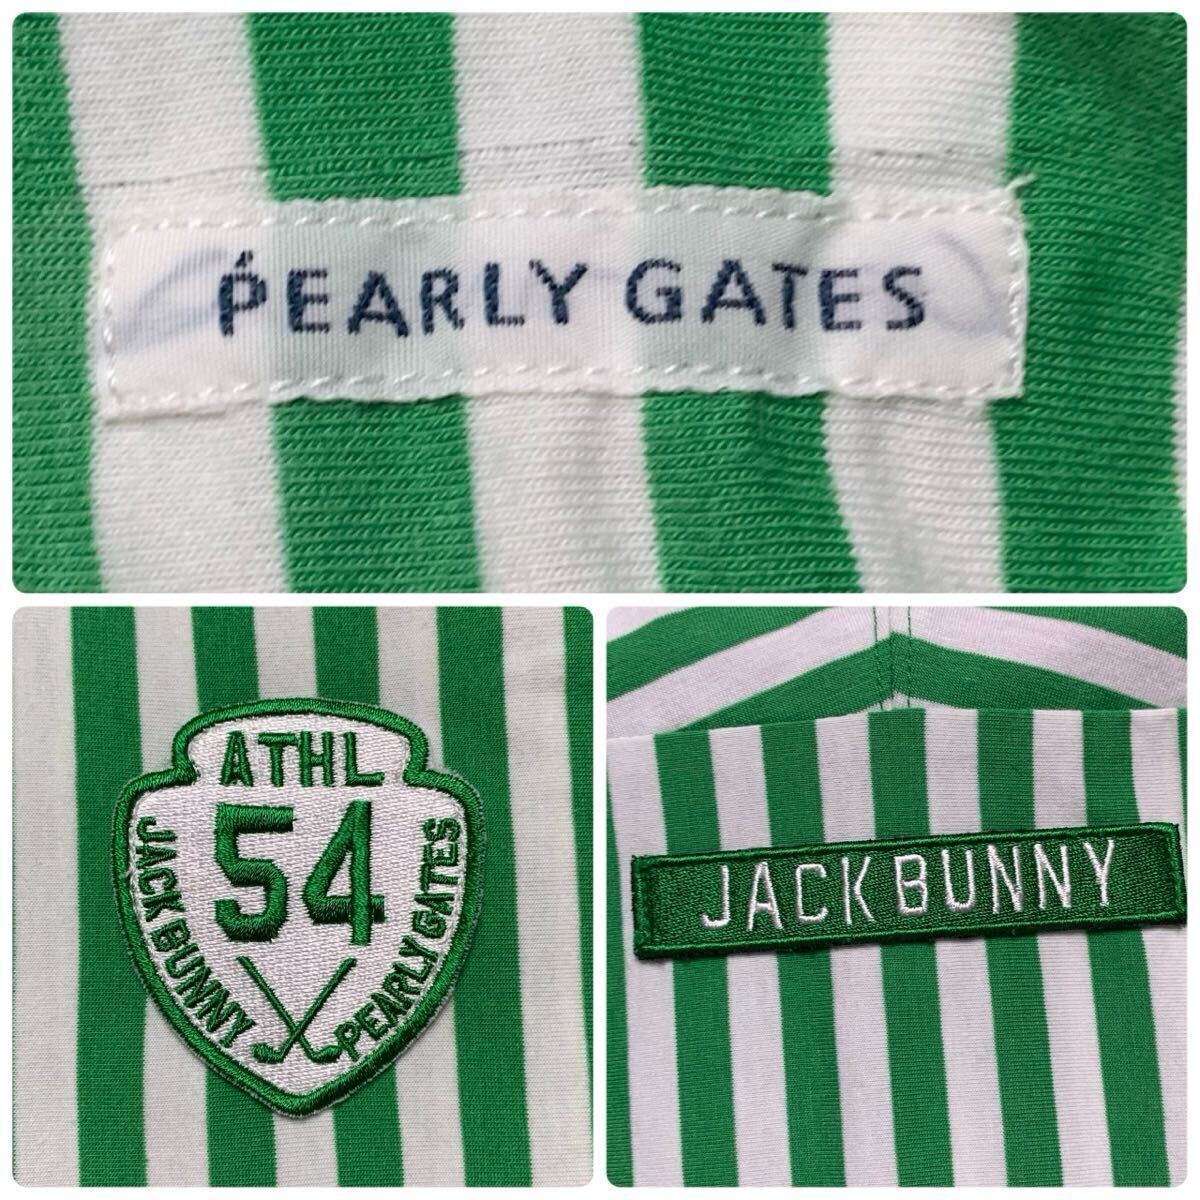 PEARLY GATES
ATHL
54
JACK BUNNY
PEARLY GATES
JACK BUNNY